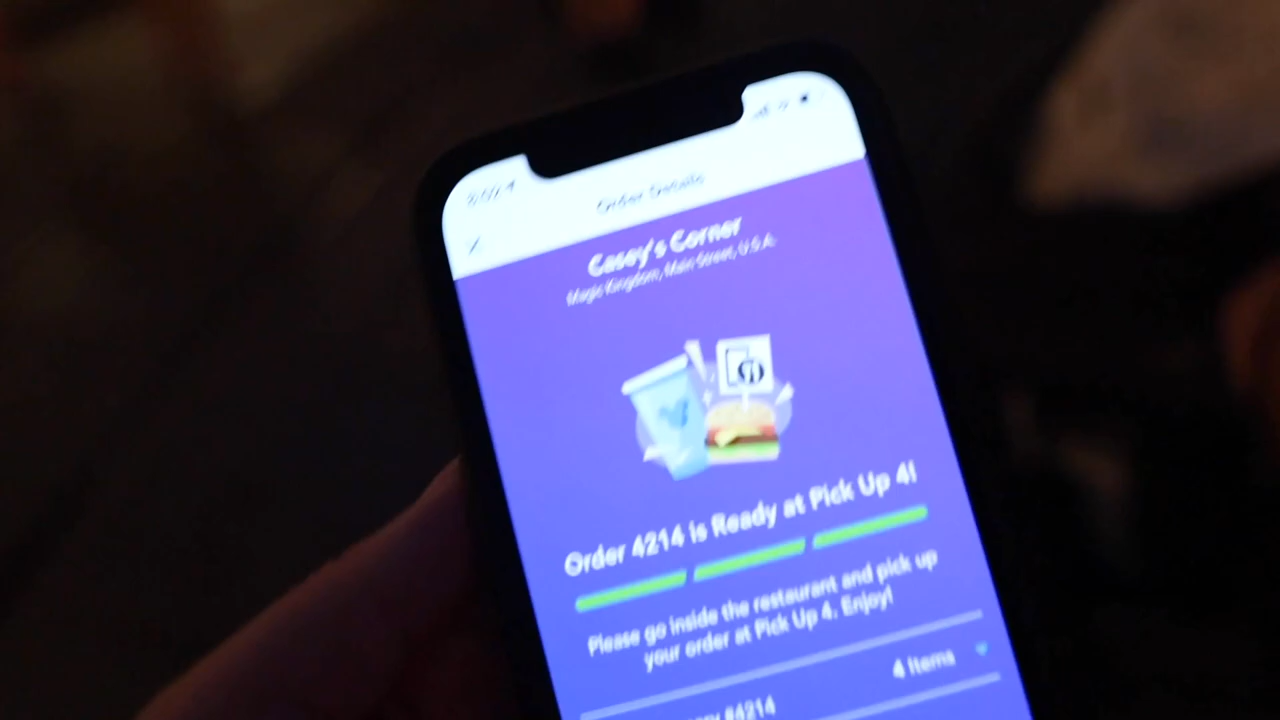 Order Details
Casey's Corner
Magic Kingdom, Main Street, U.S.A.
Order 4214 is Ready at Pick Up 4!
Please go inside the restaurant and pick up
your order at Pick Up 4. Enjoy!
4 Items
#4214